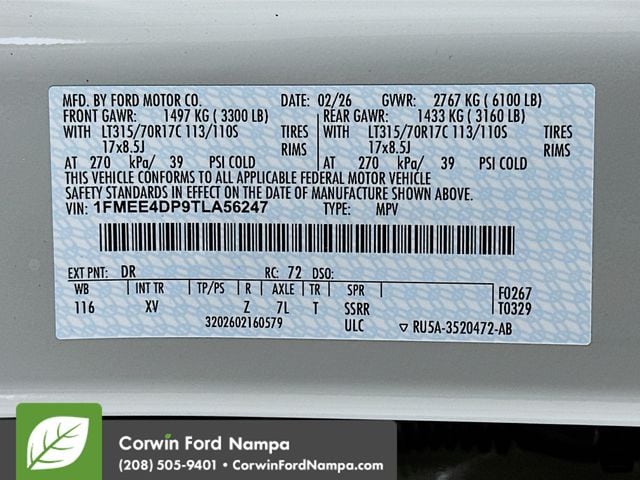 MFD. BY FORD MOTOR CO. DATE: 02/26 GVWR: 2767 KG ( 6100 LB)
FRONT GAWR: 1497 KG ( 3300 LB) REAR GAWR: 1433 KG ( 3160 LB)
WITH LT315/70R17C 113/110S TIRES WITH LT315/70R17C 113/110S TIRES
17x8.5J RIMS 17x8.5J RIMS
AT 270 kPa/ 39 PSI COLD AT 270 kPa/ 39 PSI COLD
THIS VEHICLE CONFORMS TO ALL APPLICABLE FEDERAL MOTOR VEHICLE
SAFETY STANDARDS IN EFFECT ON THE DATE OF MANUFACTURE SHOWN ABOVE.
VIN: 1FMEE4DP9TLA56247 TYPE: MPV
EXT PNT: DR RC: 72 DSO:
WB INT TR TP/PS R AXLE TR SPR F0267
116 XV Z 7L T SSRR T0329
3202602160579 ULC RU5A-3520472-AB
Corwin Ford Nampa
(208) 505-9401 • CorwinFordNampa.com